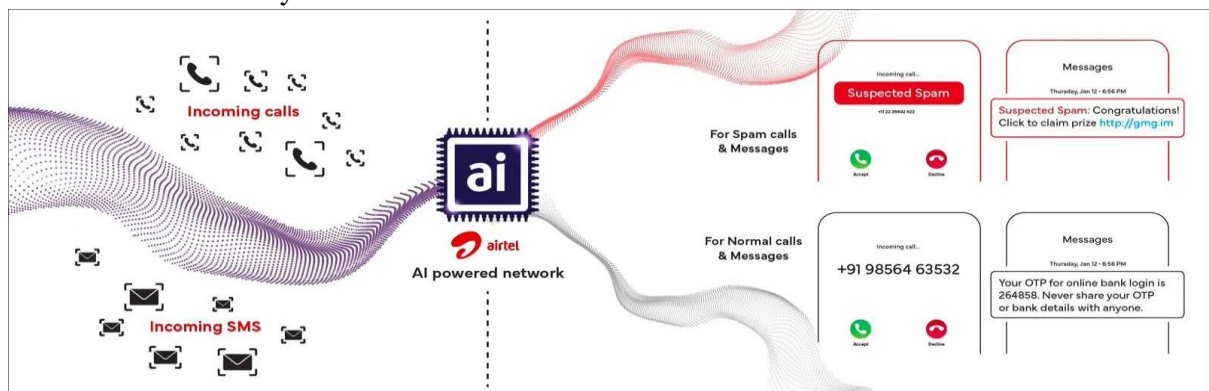 Incoming calls
Incoming SMS
ai
airtel
AI powered network
For Spam calls
& Messages
Incoming call...
Suspected Spam
Accept
Decline
Messages
Thursday, Jan 12 • 6:56 PM
Suspected Spam: Congratulations!
Click to claim prize http://gmg.im
For Normal calls
& Messages
Incoming call...
+91 98564 63532
Accept
Decline
Messages
Thursday, Jan 12 • 6:56 PM
Your OTP for online bank login is
264858. Never share your OTP
or bank details with anyone.